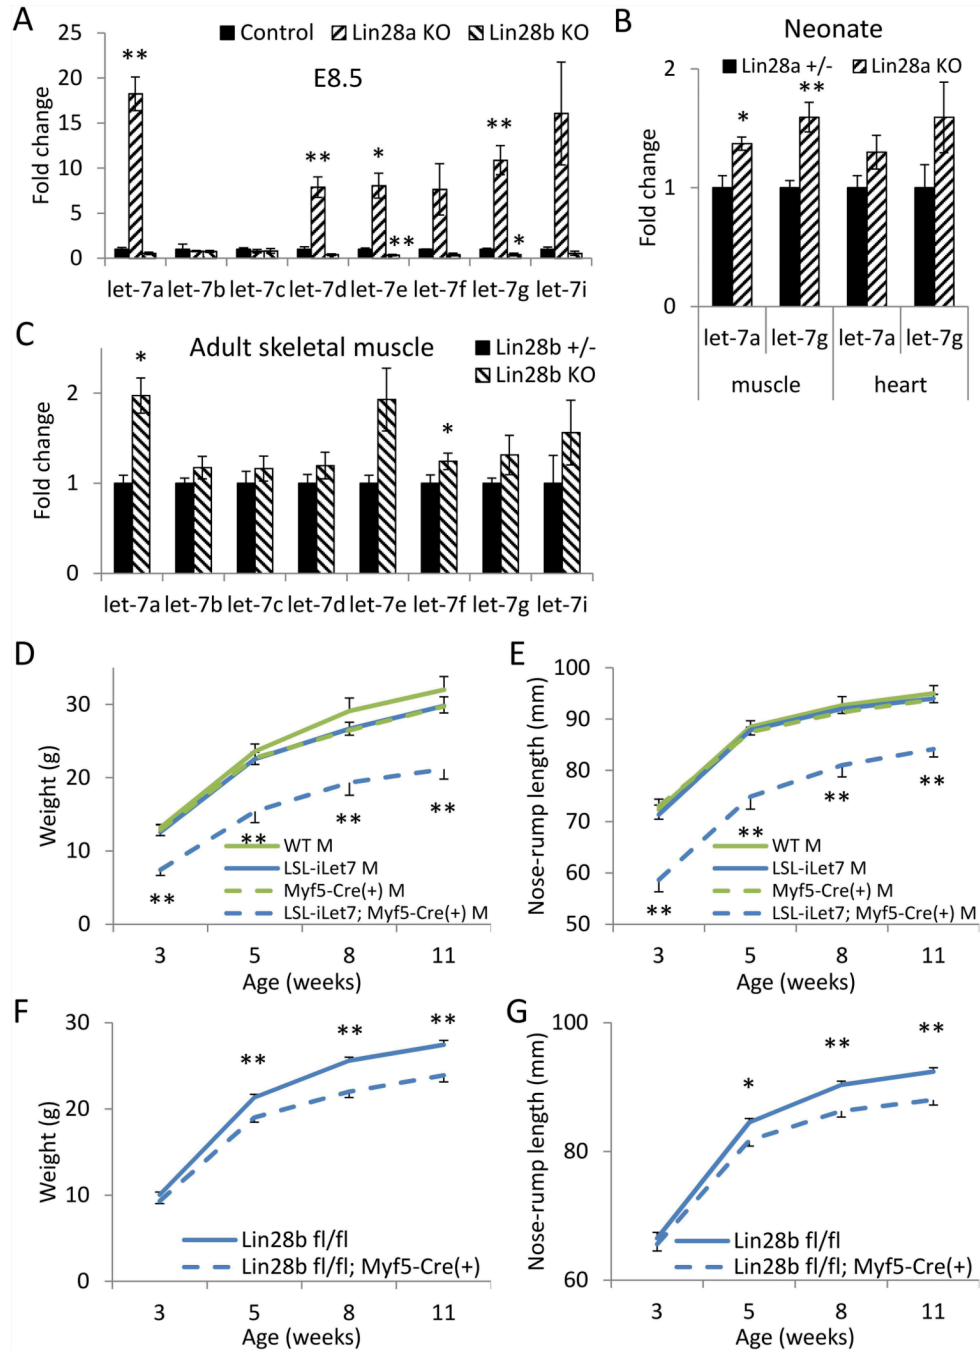 A
Control Lin28a KO Lin28b KO
E8.5
Fold change
25
20
15
10
5
0
** ** * ** ** *
let-7a let-7b let-7c let-7d let-7e let-7f let-7g let-7i
B
Neonate
Lin28a +/- Lin28a KO
Fold change
2
1
0
* **
let-7a let-7g let-7a let-7g
muscle heart
C
Adult skeletal muscle
Lin28b +/-
Lin28b KO
Fold change
2
1
0
* *
let-7a let-7b let-7c let-7d let-7e let-7f let-7g let-7i
D
Weight (g)
30
20
10
0
** ** ** **
WT M
LSL-iLet7 M
Myf5-Cre(+) M
LSL-iLet7; Myf5-Cre(+) M
3 5 8 11
Age (weeks)
E
Nose-rump length (mm)
100
90
80
70
60
50
** ** ** **
WT M
LSL-iLet7 M
Myf5-Cre(+) M
LSL-iLet7; Myf5-Cre(+) M
3 5 8 11
Age (weeks)
F
Weight (g)
30
20
10
0
** ** **
Lin28b fl/fl
Lin28b fl/fl; Myf5-Cre(+)
3 5 8 11
Age (weeks)
G
Nose-rump length (mm)
100
80
60
* ** **
Lin28b fl/fl
Lin28b fl/fl; Myf5-Cre(+)
3 5 8 11
Age (weeks)